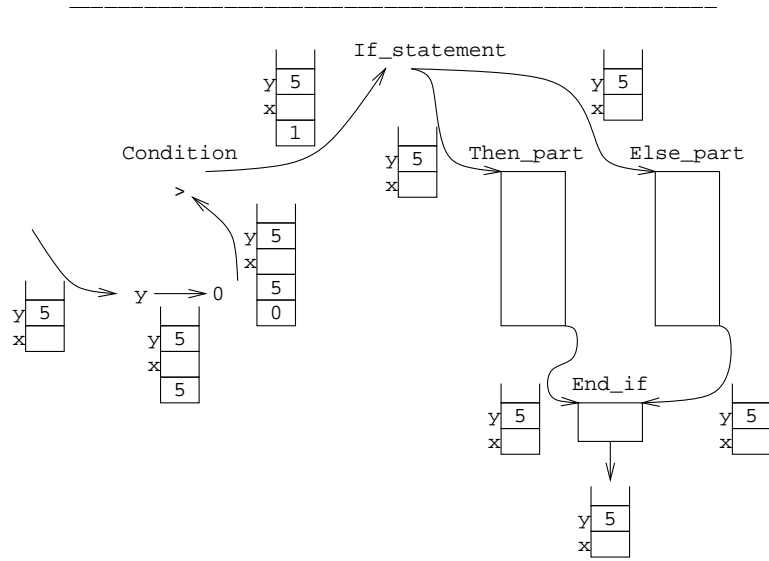 If_statement
y 5
x
1
y 5
x
Condition
y 5
x
Then_part
Else_part
>
y 5
x
5
0
y
0
y 5
x
y 5
x
5
End_if
y 5
x
y 5
x
y 5
x